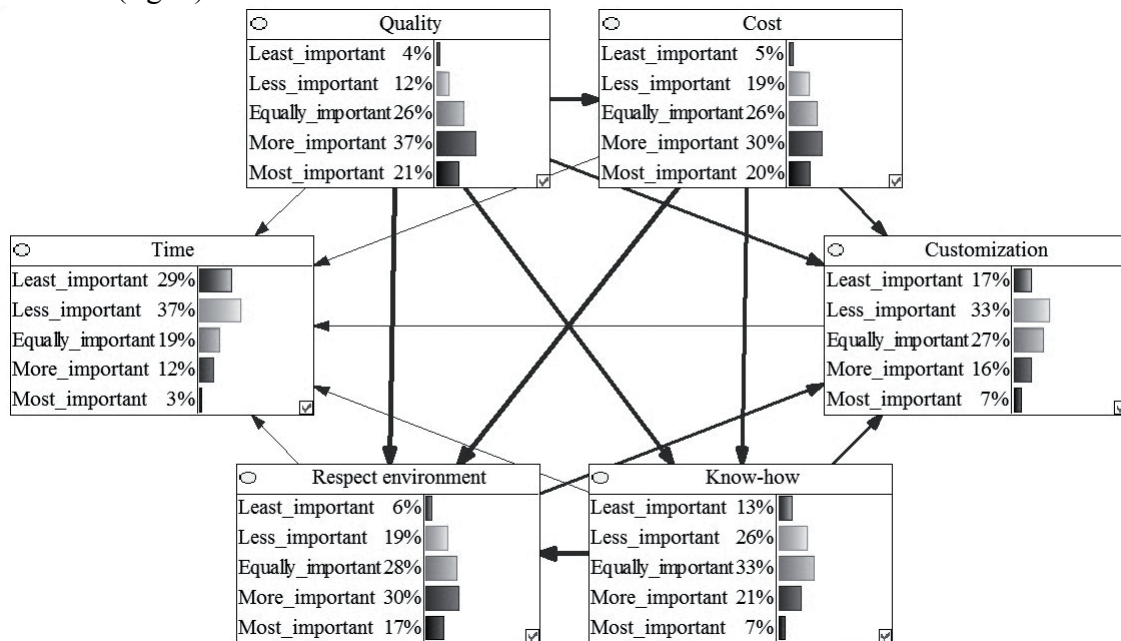 Quality
Least_important 4%
Less_important 12%
Equally_important 26%
More_important 37%
Most_important 21%
Cost
Least_important 5%
Less_important 19%
Equally_important 26%
More_important 30%
Most_important 20%
Time
Least_important 29%
Less_important 37%
Equally_important 19%
More_important 12%
Most_important 3%
Customization
Least_important 17%
Less_important 33%
Equally_important 27%
More_important 16%
Most_important 7%
Respect environment
Least_important 6%
Less_important 19%
Equally_important 28%
More_important 30%
Most_important 17%
Know-how
Least_important 13%
Less_important 26%
Equally_important 33%
More_important 21%
Most_important 7%